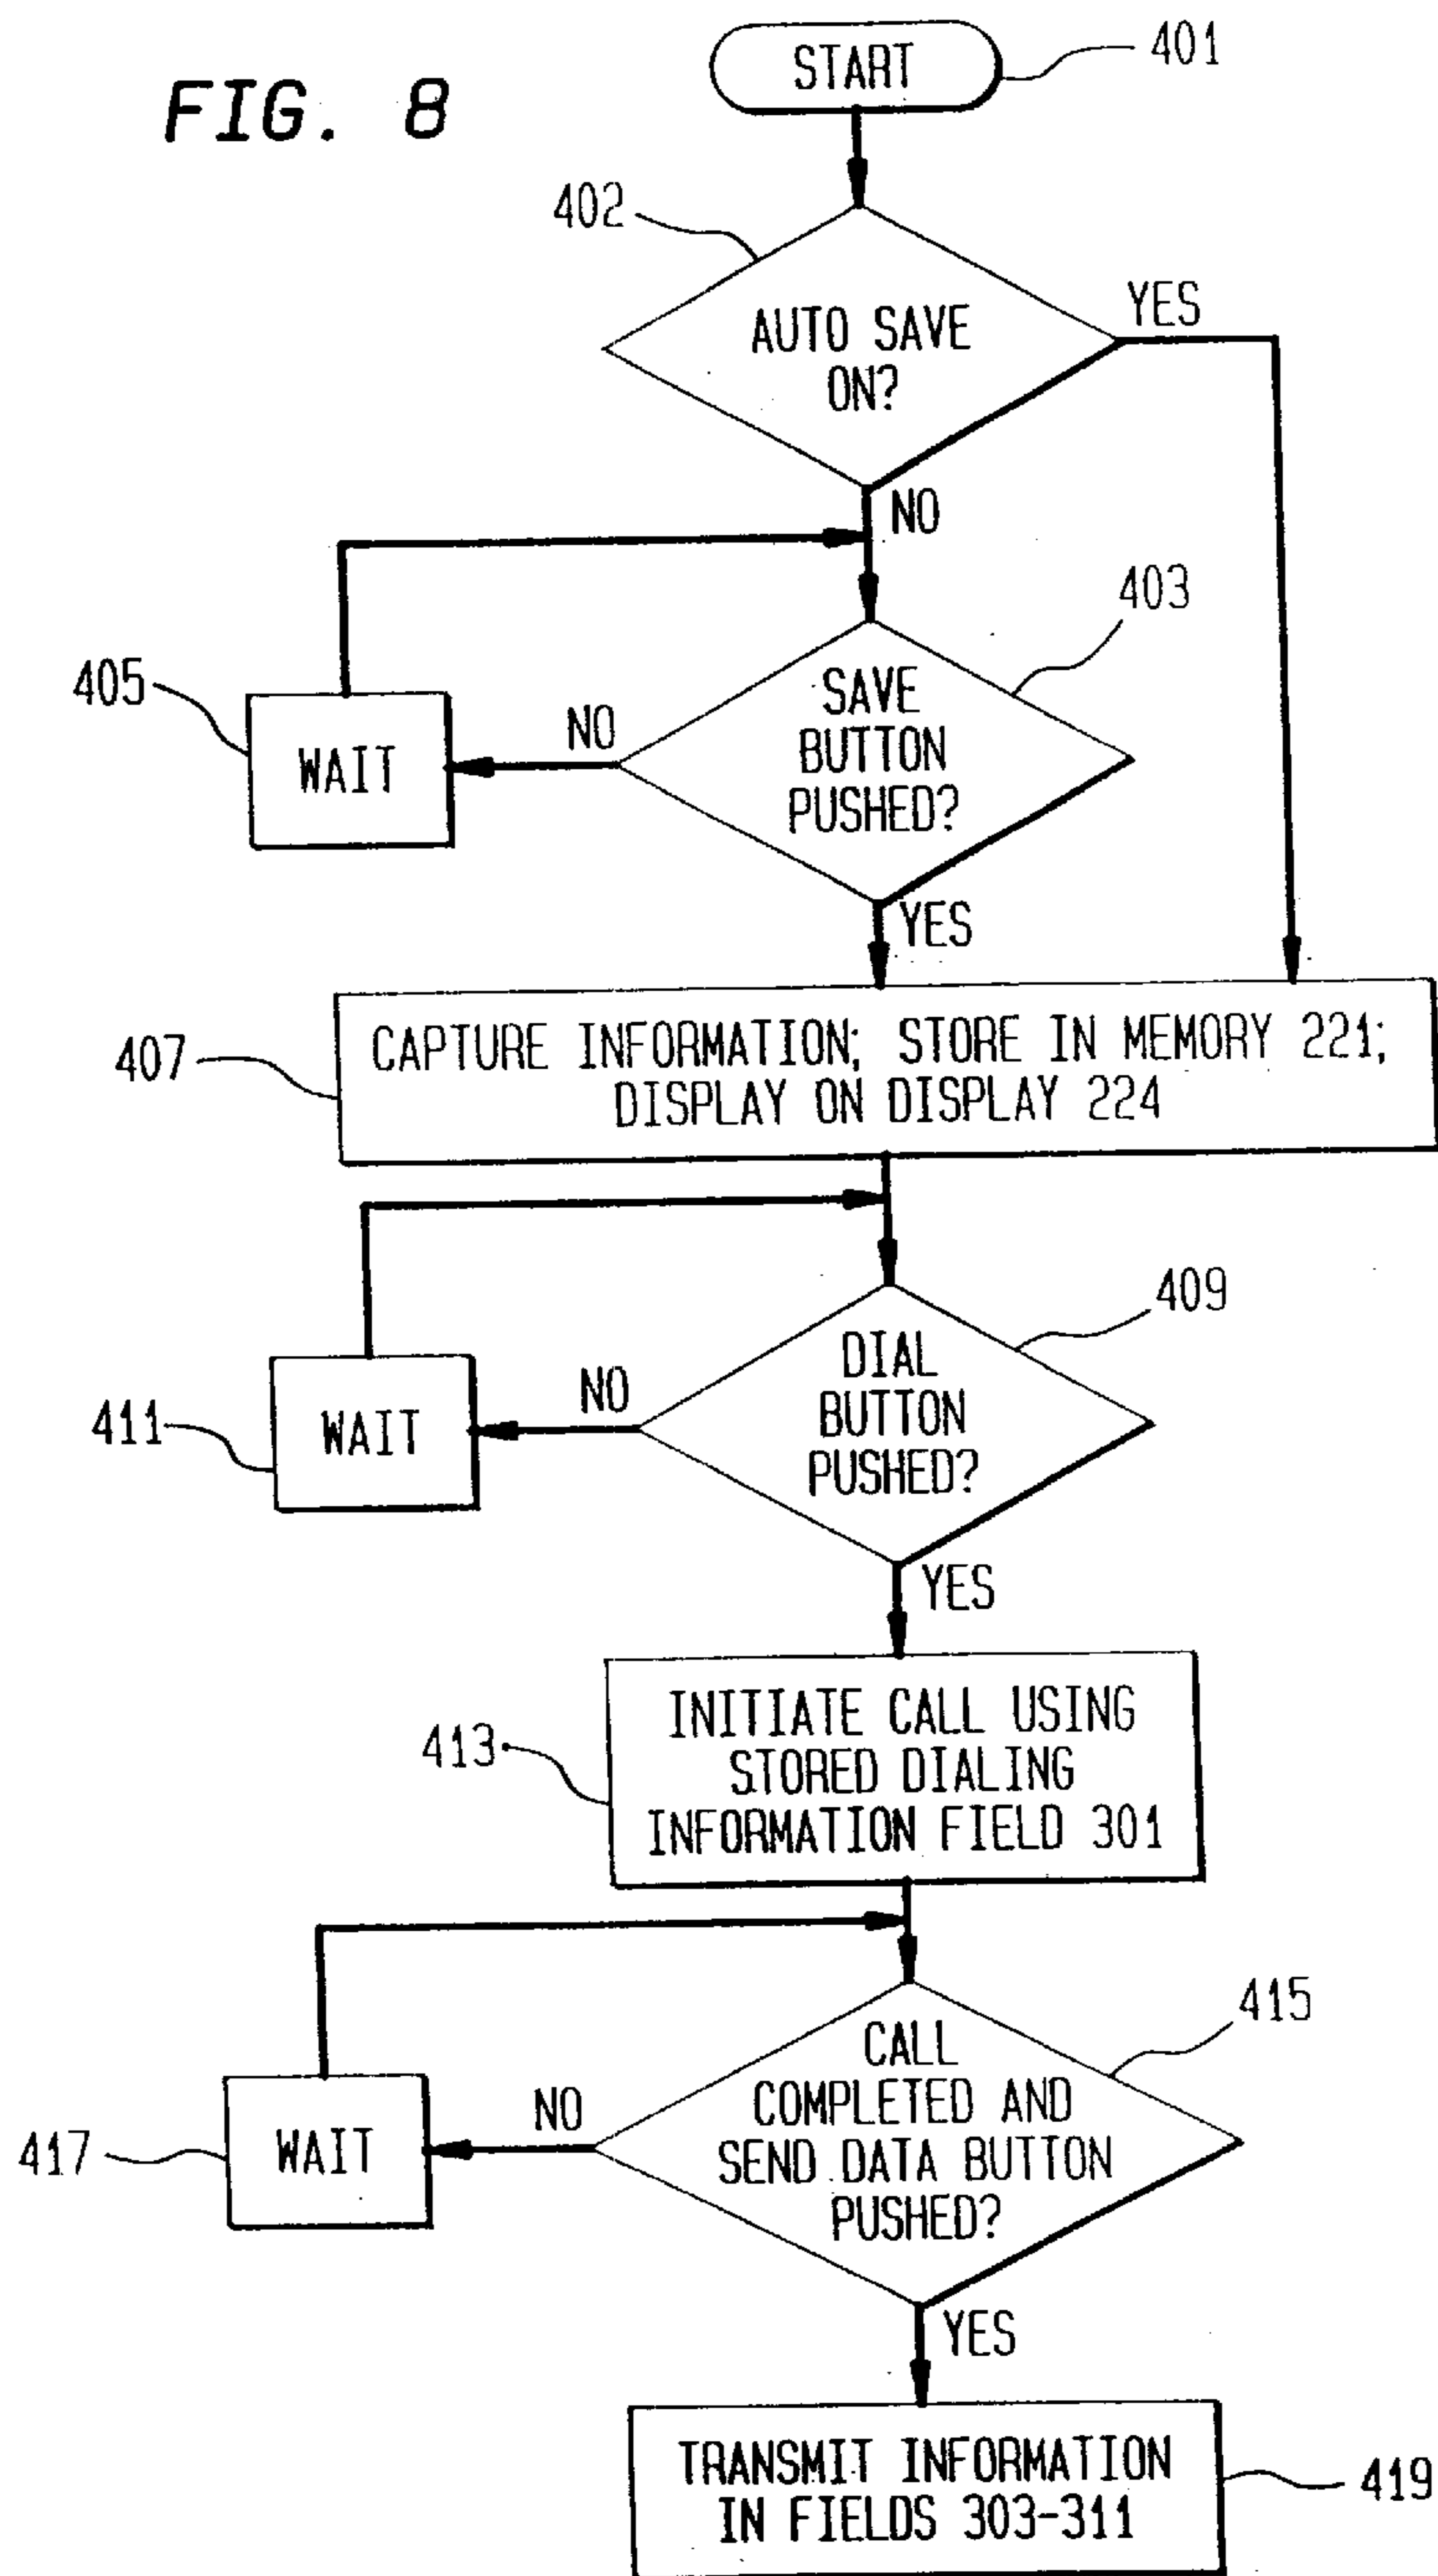 FIG. 8
START
401
402
AUTO SAVE
ON?
YES
NO
403
SAVE
BUTTON
PUSHED?
NO
405
WAIT
YES
407
CAPTURE INFORMATION; STORE IN MEMORY 221;
DISPLAY ON DISPLAY 224
409
DIAL
BUTTON
PUSHED?
NO
411
WAIT
YES
413
INITIATE CALL USING
STORED DIALING
INFORMATION FIELD 301
415
CALL
COMPLETED AND
SEND DATA BUTTON
PUSHED?
NO
417
WAIT
YES
TRANSMIT INFORMATION
IN FIELDS 303-311
419